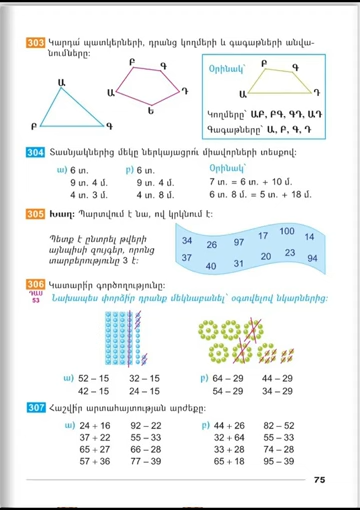 303 Կարդա՛ պատկերների, դրանց կողմերի և գագաթների անվա-
նումները:
Ա
Բ
Գ
Բ
Գ
Ա
Դ
Ե
Օրինակ՝
Բ
Գ
Ա
Դ
Կողմերը՝ ԱԲ, ԲԳ, ԳԴ, ԱԴ
Գագաթները՝ Ա, Բ, Գ, Դ
304 Տասնյակներից մեկը ներկայացրո՛ւ միավորների տեսքով:
ա) 6 տ. բ) 6 տ. Օրինակ՝
9 տ. 4 մ. 9 տ. 4 մ. 7 տ. = 6 տ. + 10 մ.
4 տ. 3 մ. 4 տ. 8 մ. 6 տ. 8 մ. = 5 տ. + 18 մ.
305 Խաղ: Պարտվում է նա, ով կրկնում է:
Պետք է ընտրել թվերի
այնպիսի զույգեր, որոնց
տարբերությունը 3 է:
34 26 97 17 100 14
37 40 31 20 23 94
306 Կատարի՛ր գործողությունը:
ԴԱՍ
53
Նախապես փորձի՛ր դրանք մեկնաբանել՝ օգտվելով նկարներից:
ա) 52 – 15 32 – 15 բ) 64 – 29 44 – 29
42 – 15 24 – 15 54 – 29 34 – 29
307 Հաշվի՛ր արտահայտության արժեքը:
ա) 24 + 16 92 – 22 բ) 44 + 26 82 – 52
37 + 22 55 – 33 32 + 64 55 – 33
65 + 27 66 – 28 33 + 28 74 – 28
57 + 36 77 – 39 65 + 18 95 – 39
75